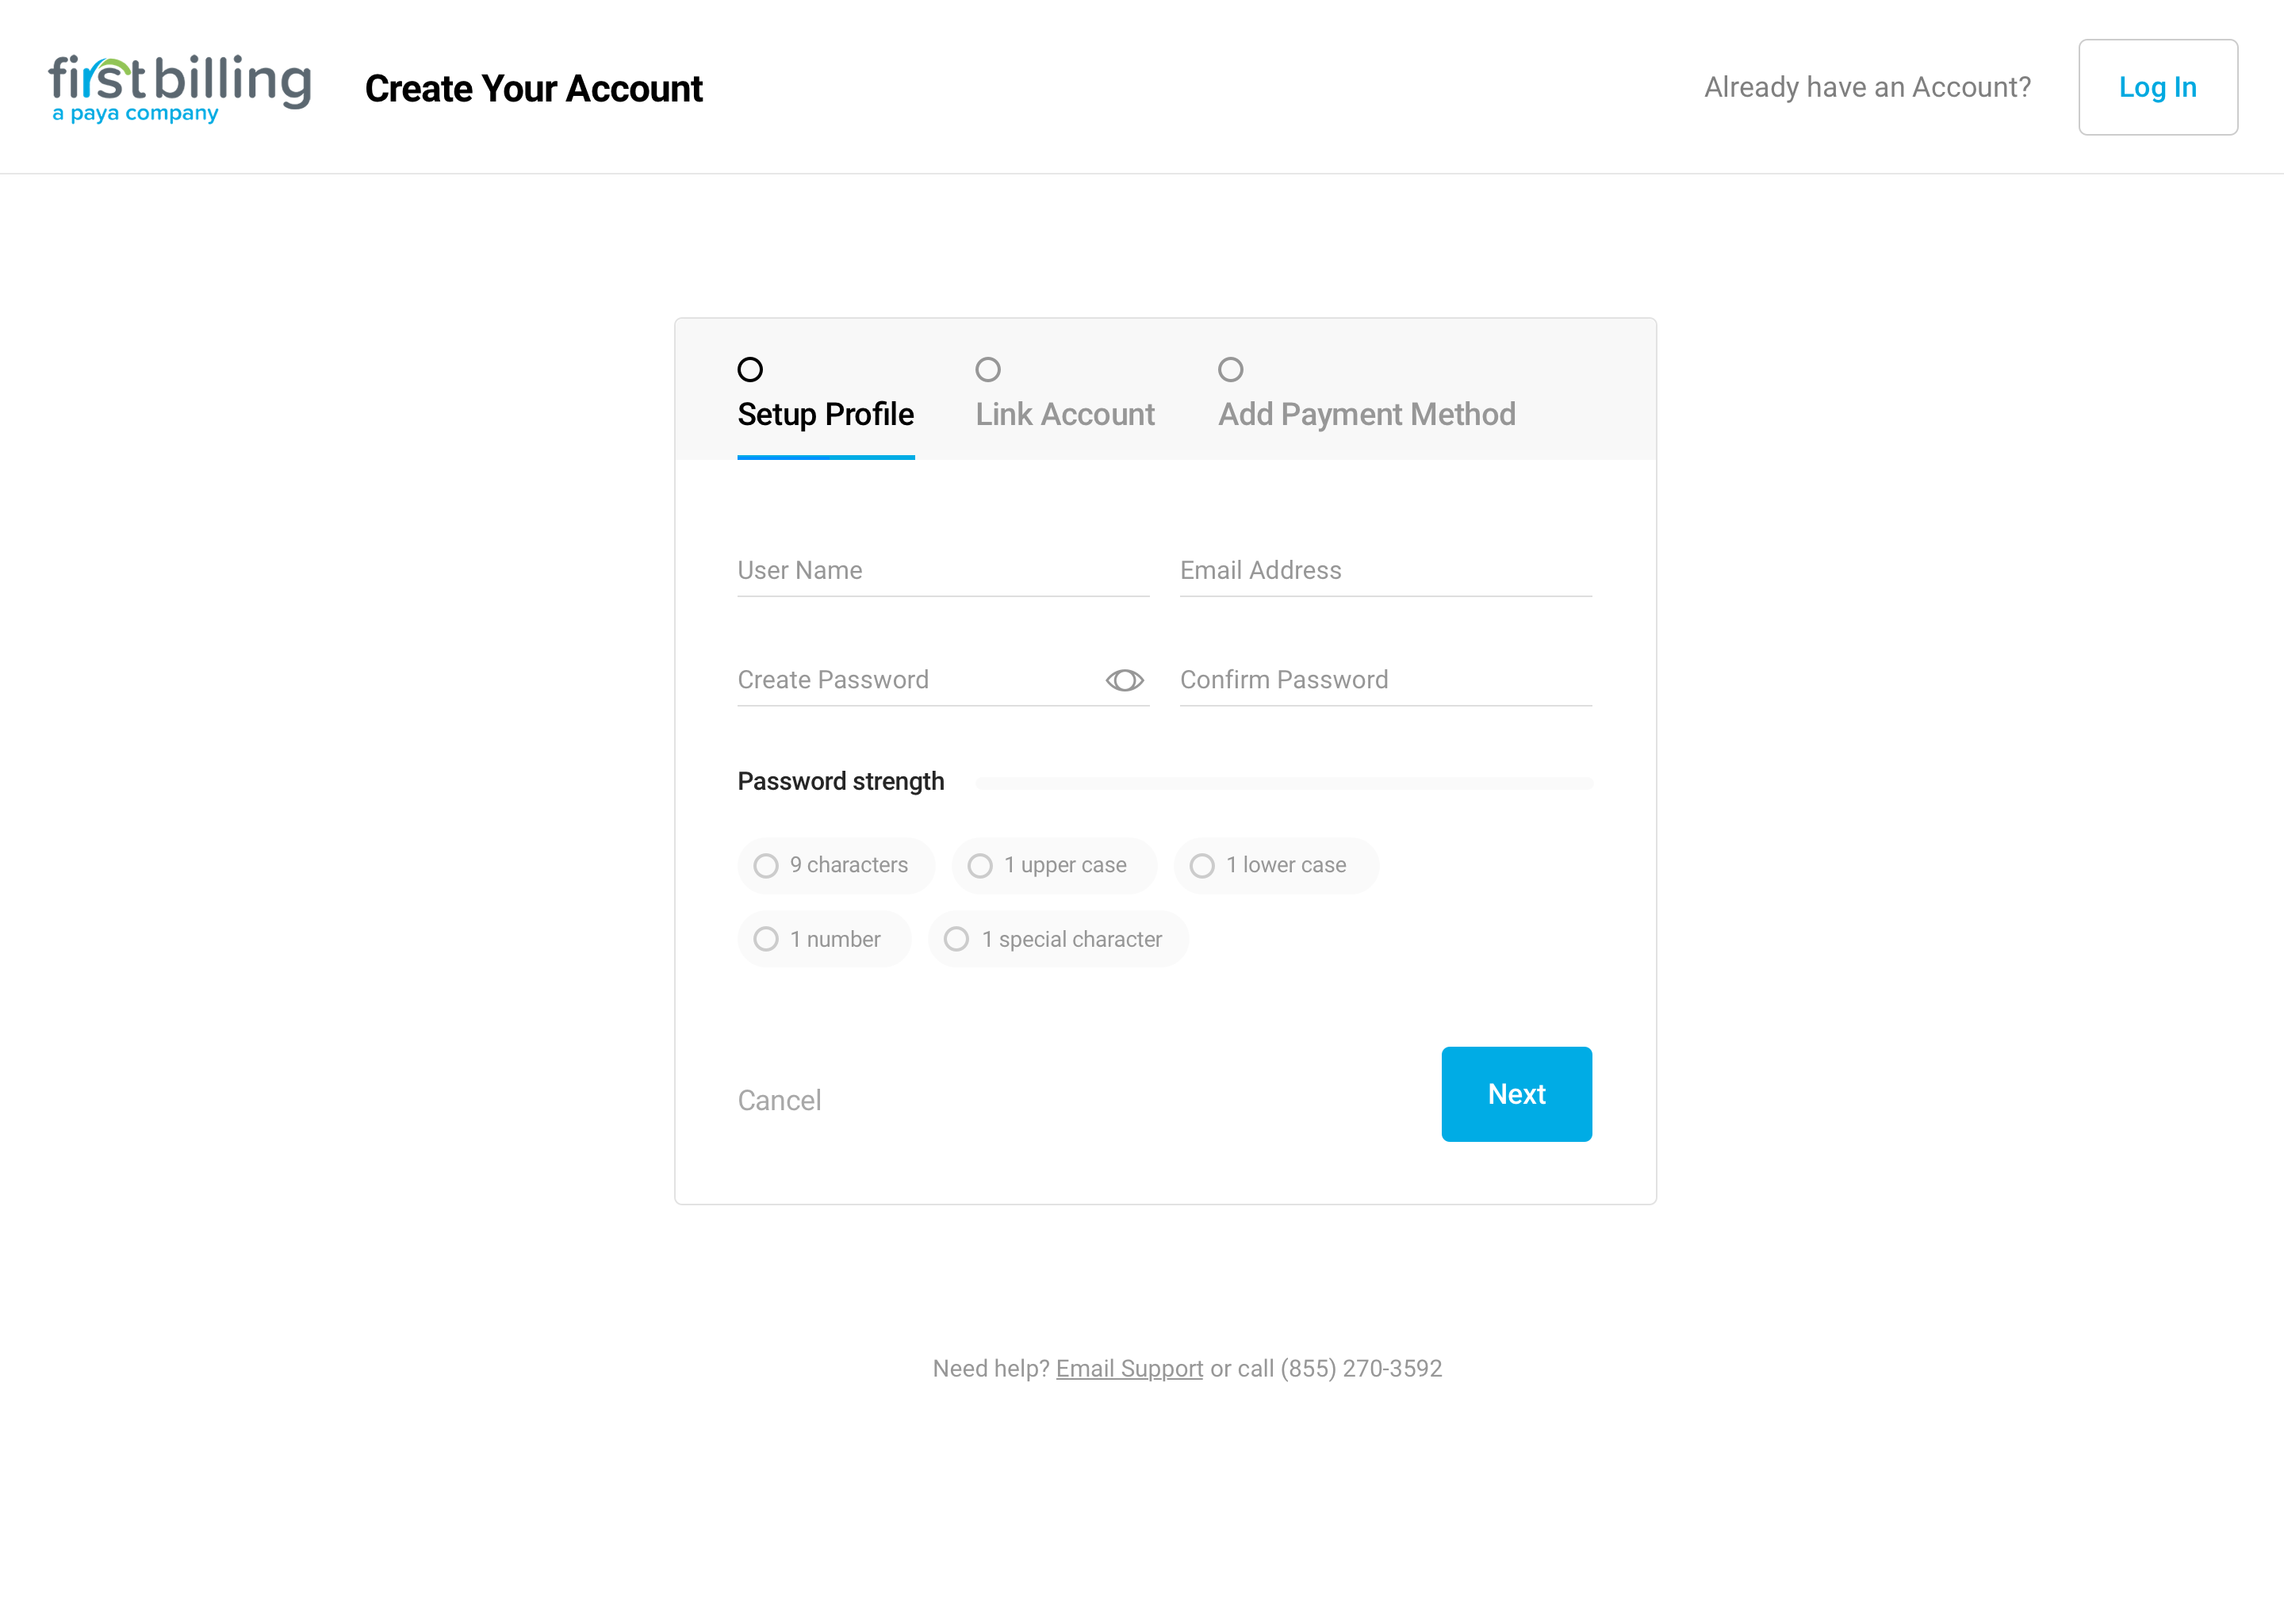 firstbilling
a paya company
Create Your Account
Already have an Account?
Log In
Setup Profile
Link Account
Add Payment Method
User Name
Email Address
Create Password
Confirm Password
Password strength
9 characters
1 upper case
1 lower case
1 number
1 special character
Cancel
Next
Need help? Email Support or call (855) 270-3592